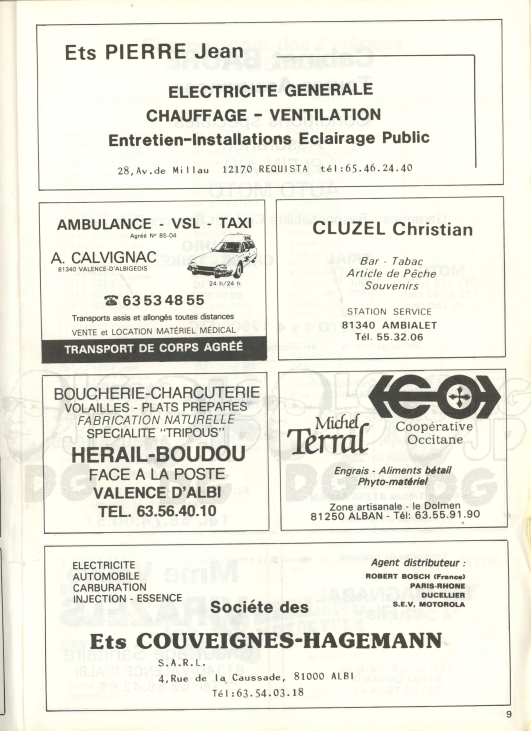 Ets PIERRE Jean
ELECTRICITE GENERALE
CHAUFFAGE - VENTILATION
Entretien-Installations Eclairage Public
28,Av.de Millau 12170 REQUISTA tél:65.46.24.40
AMBULANCE - VSL - TAXI
Agréé N° 85-04
A. CALVIGNAC
81340 VALENCE-D'ALBIGEOIS
24 h/24 h
☎ 63 53 48 55
Transports assis et allongés toutes distances
VENTE et LOCATION MATÉRIEL MÉDICAL
TRANSPORT DE CORPS AGRÉÉ
CLUZEL Christian
Bar - Tabac
Article de Pêche
Souvenirs
STATION SERVICE
81340 AMBIALET
Tél. 55.32.06
BOUCHERIE-CHARCUTERIE
VOLAILLES - PLATS PREPARES
FABRICATION NATURELLE
SPECIALITE "TRIPOUS"
HERAIL-BOUDOU
FACE A LA POSTE
VALENCE D'ALBI
TEL. 63.56.40.10
Michel
Terral
Coopérative
Occitane
Engrais - Aliments bétail
Phyto-matériel
Zone artisanale - le Dolmen
81250 ALBAN - Tél: 63.55.91.90
ELECTRICITE
AUTOMOBILE
CARBURATION
INJECTION - ESSENCE
Agent distributeur :
ROBERT BOSCH (France)
PARIS-RHONE
DUCELLIER
S.E.V. MOTOROLA
Sociéte des
Ets COUVEIGNES-HAGEMANN
S.A.R.L.
4,Rue de la Caussade, 81000 ALBI
Tél:63.54.03.18
9